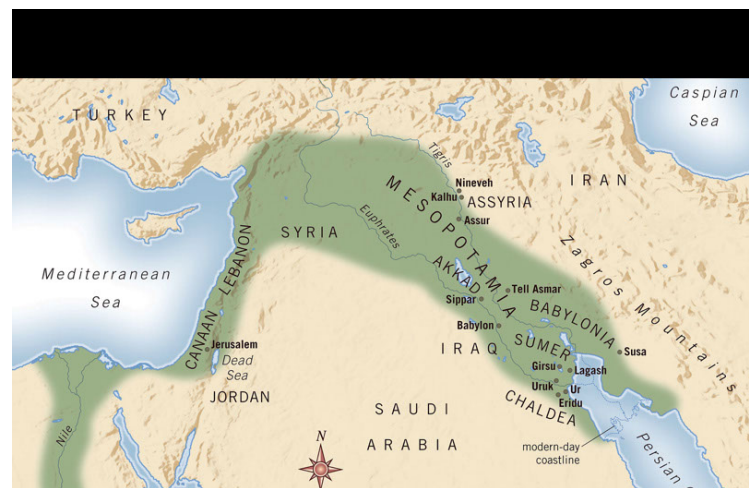 Caspian
Sea
TURKEY
Tigris
IRAN
Nineveh
Kalhu
ASSYRIA
MESOPOTAMIA
Assur
Euphrates
SYRIA
Zagros Mountains
LEBANON
Mediterranean
Sea
AKKAD
Tell Asmar
Sippar
BABYLONIA
Babylon
CANAAN
Jerusalem
IRAQ
SUMER
Susa
Dead
Sea
Girsu
Lagash
JORDAN
Uruk
Ur
Eridu
CHALDEA
SAUDI
ARABIA
Nile
N
modern-day
coastline
Persian